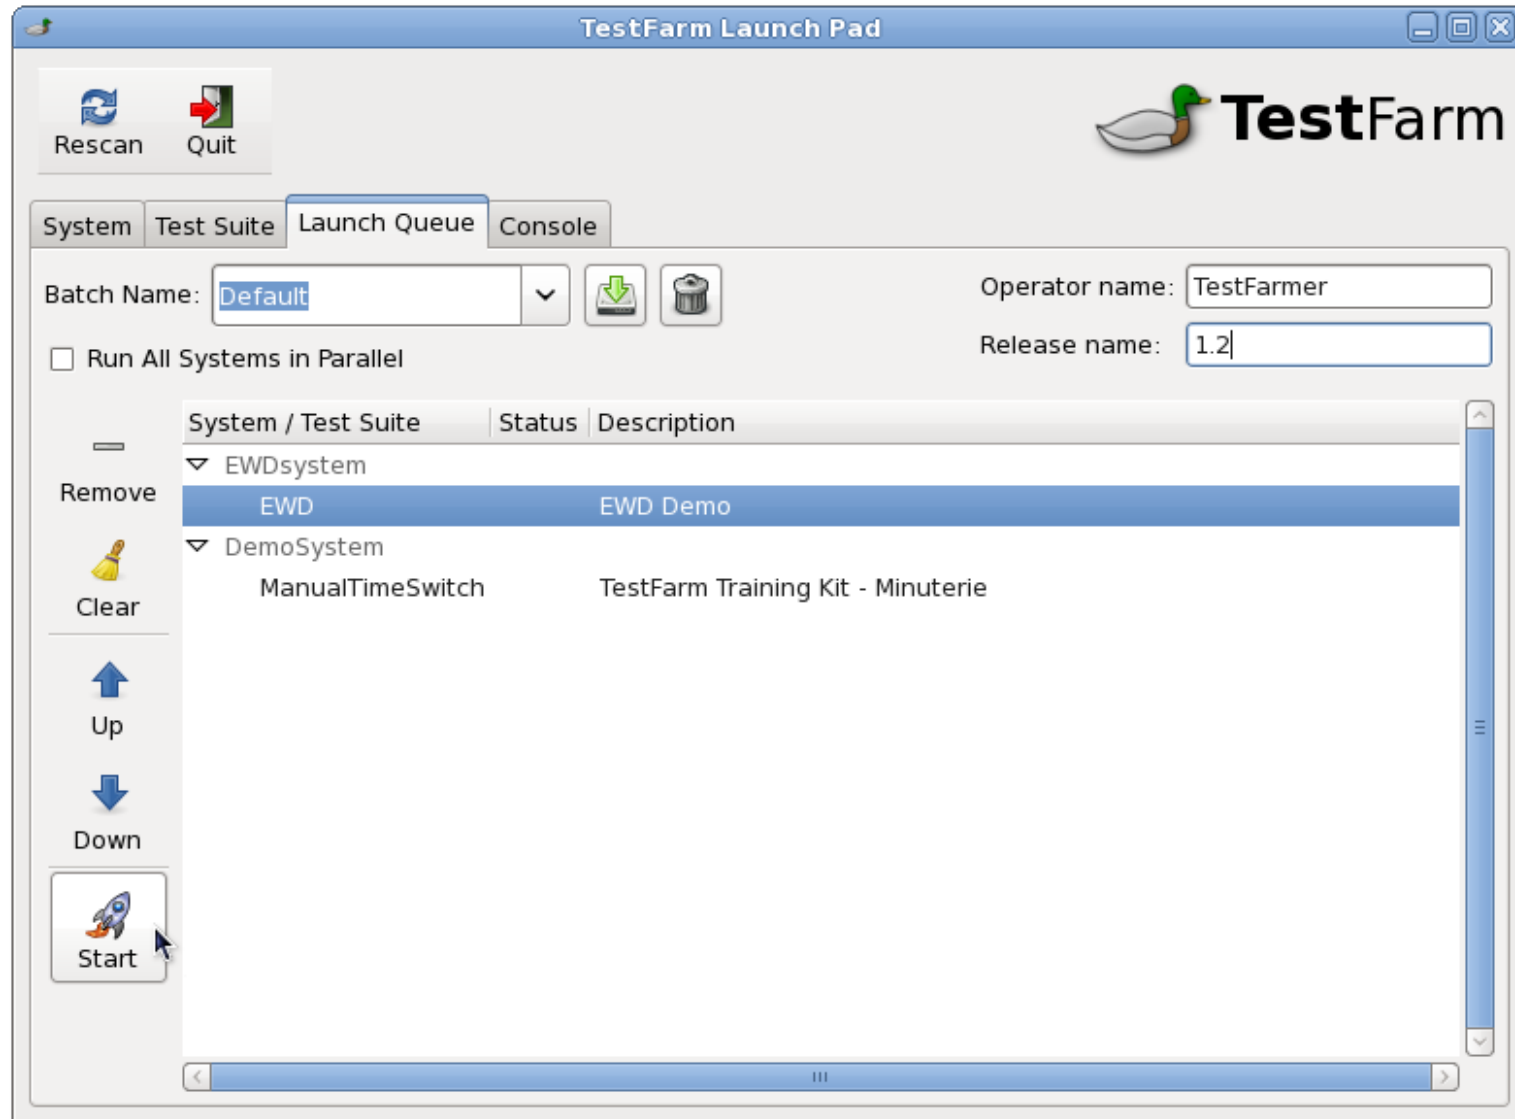 TestFarm Launch Pad
Rescan Quit
TestFarm
System Test Suite Launch Queue Console
Batch Name: Default
Operator name: TestFarmer
Release name: 1.2
Run All Systems in Parallel
System / Test Suite Status Description
EWDsystem
Remove
EWD EWD Demo
DemoSystem
ManualTimeSwitch TestFarm Training Kit - Minuterie
Clear
Up
Down
Start